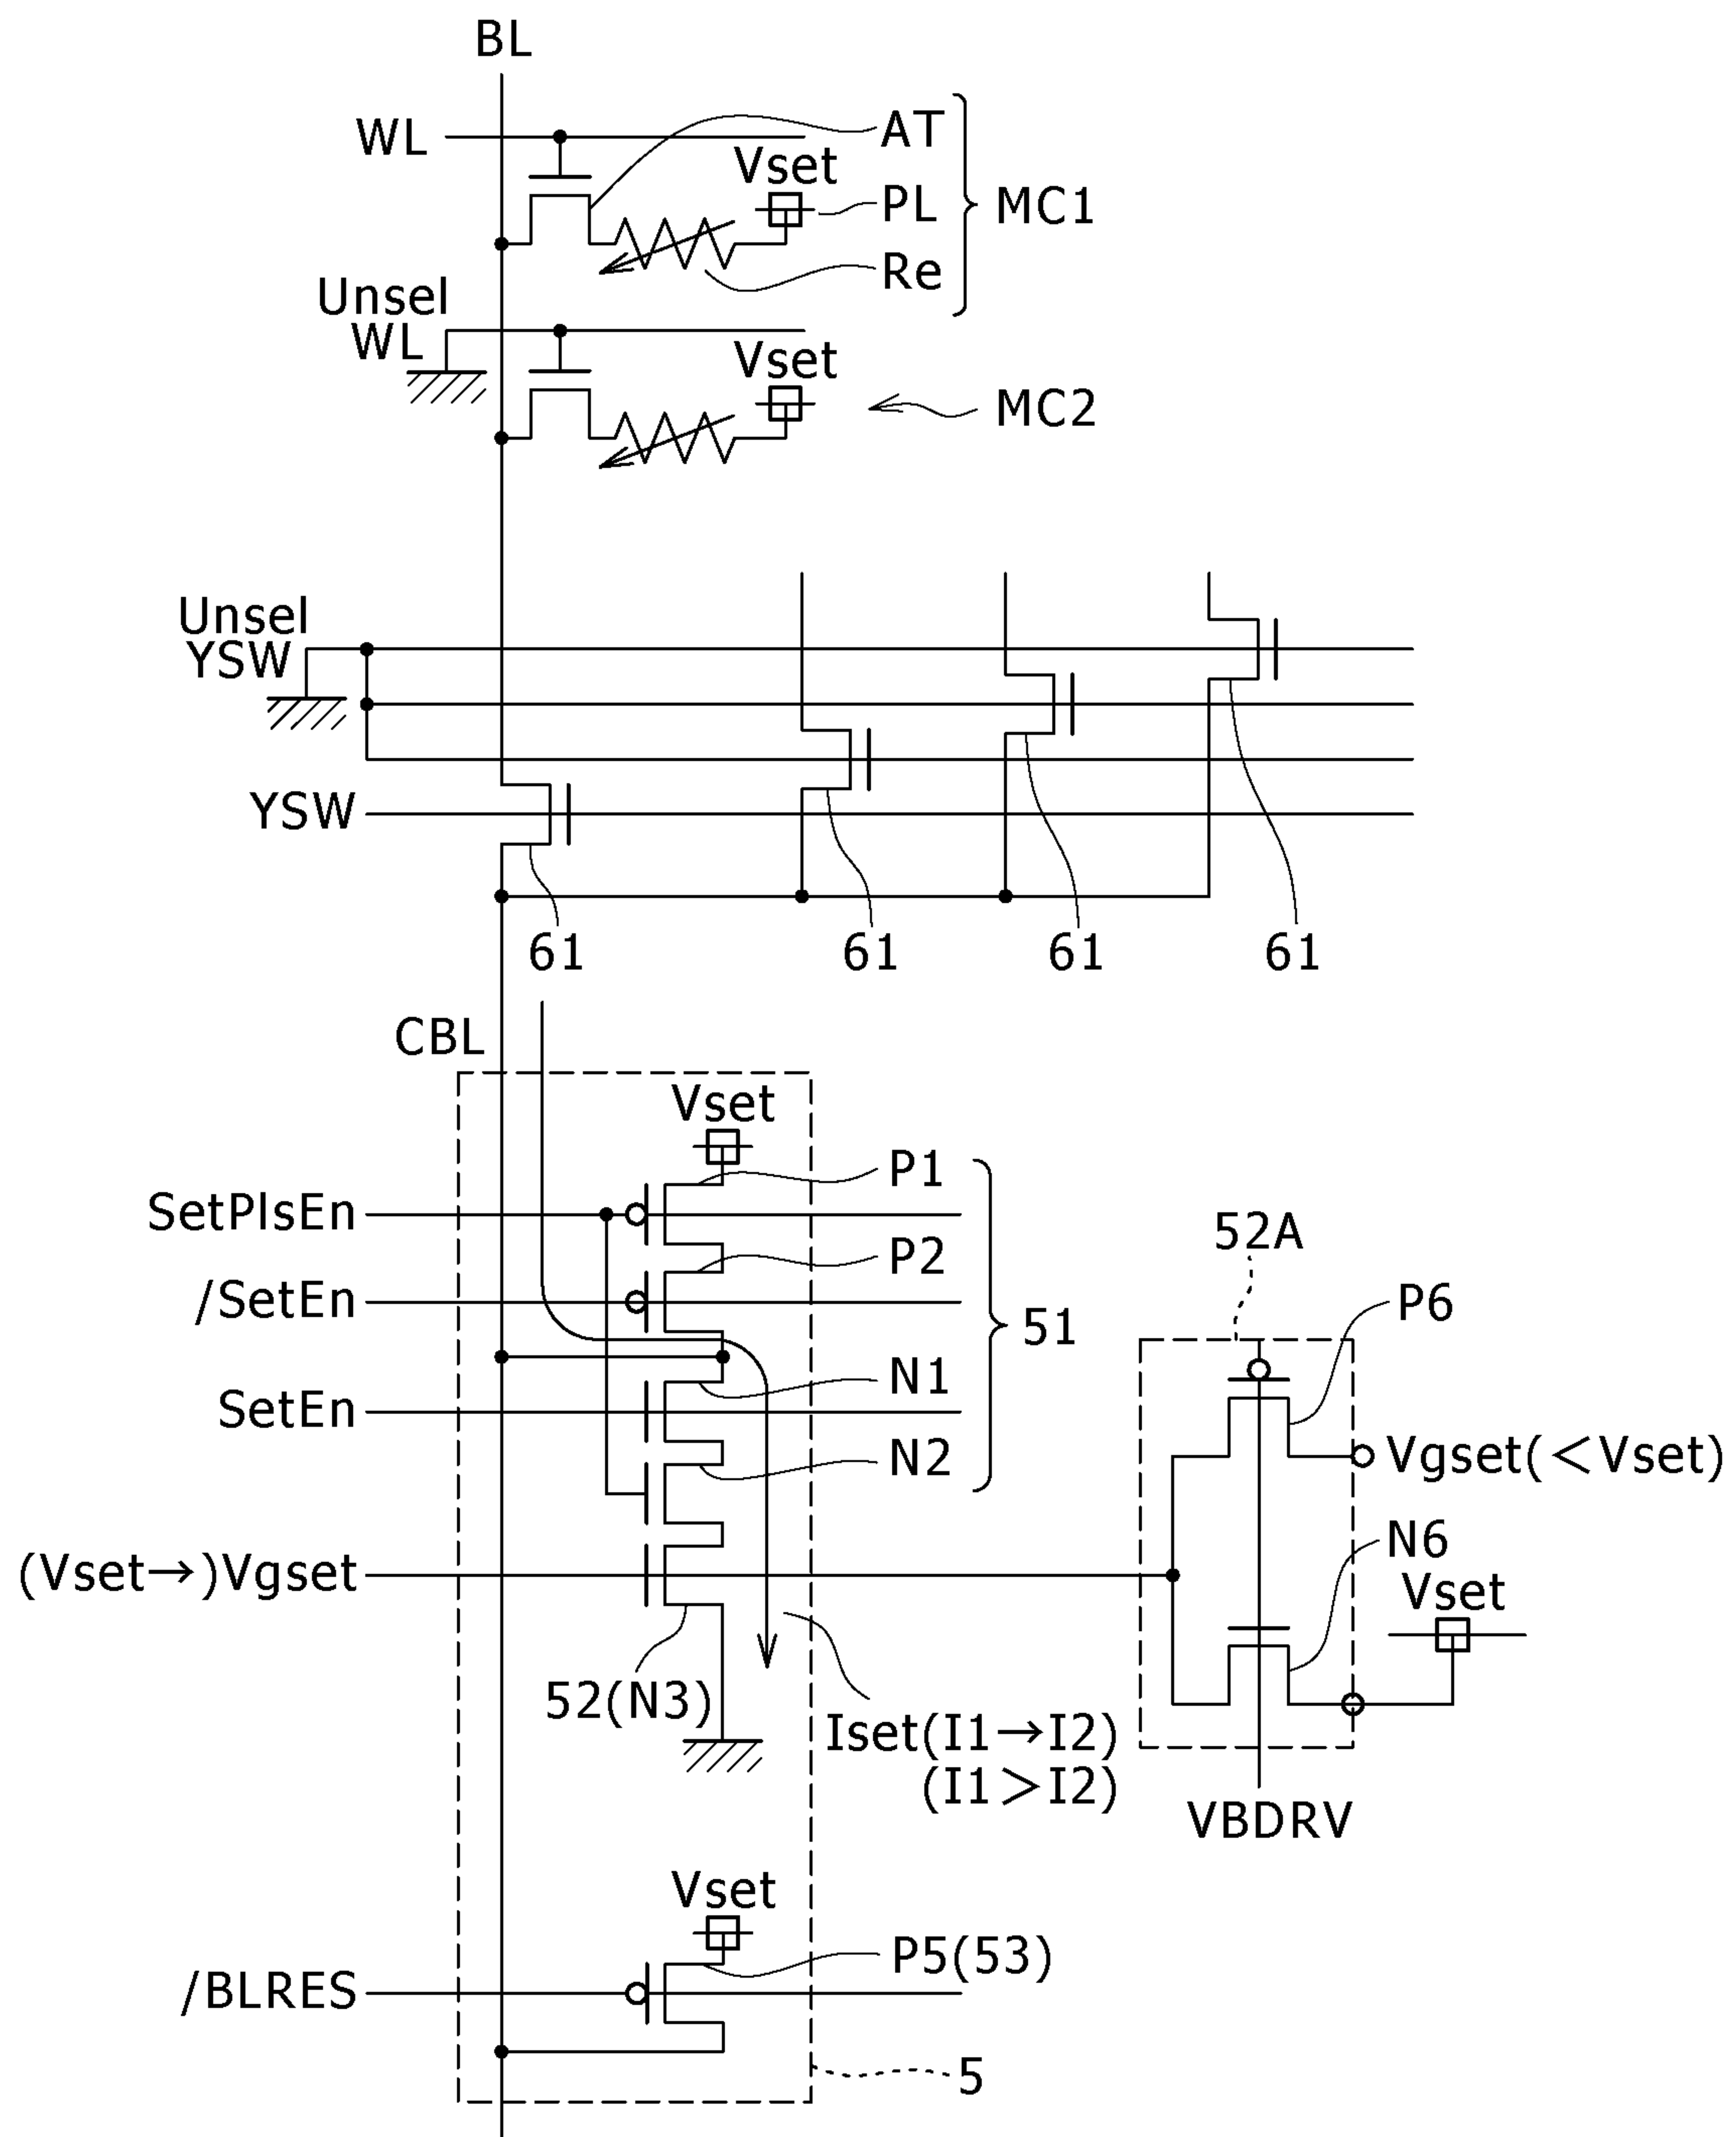 BL
WL
AT
Vset
PL
MC1
Re
Unsel
WL
Vset
MC2
Unsel
YSW
YSW
61
61
61
61
CBL
Vset
P1
SetPlsEn
52A
P2
/SetEn
P6
51
N1
SetEn
N2
Vgset(<Vset)
N6
(Vset→)Vgset
Vset
52(N3)
Iset(I1→I2)
(I1>I2)
VBDRV
Vset
P5(53)
/BLRES
5